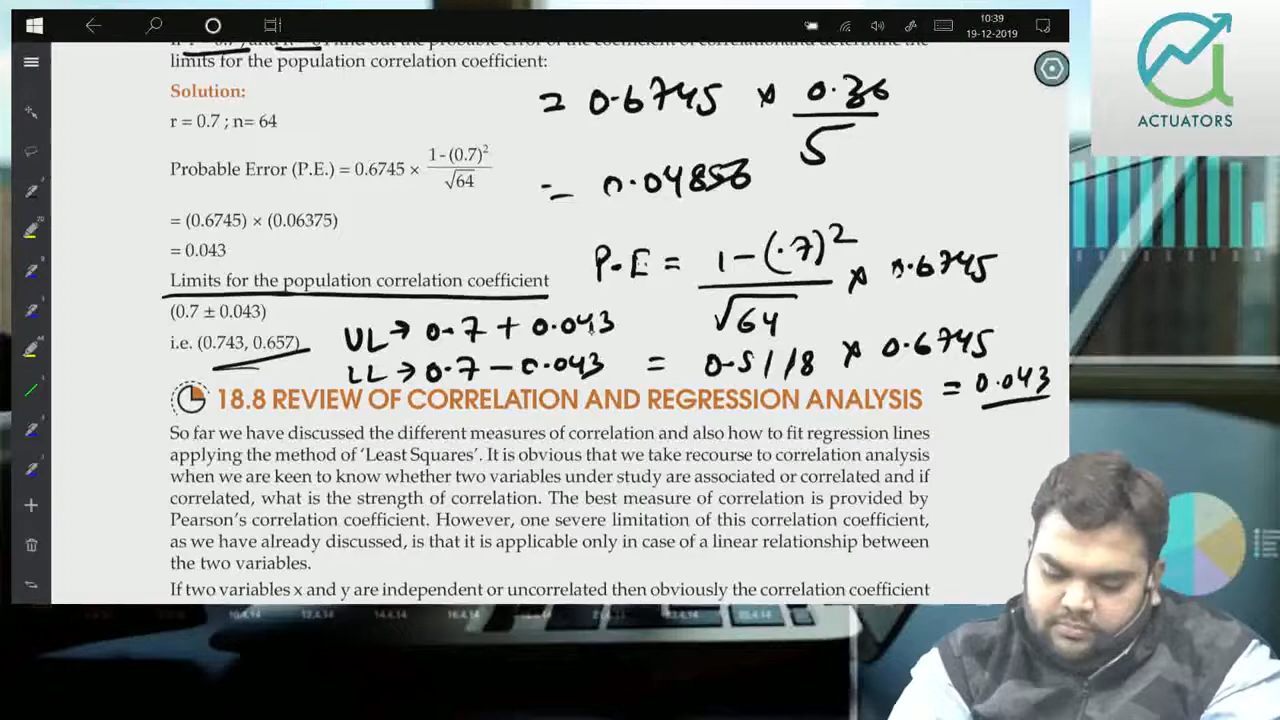 10:39
19-12-2019
limits for the population correlation coefficient:
Solution:
r = 0.7 ; n= 64
Probable Error (P.E.) = 0.6745 × 1-(0.7)² / √64
= (0.6745) × (0.06375)
= 0.043
Limits for the population correlation coefficient
(0.7 ± 0.043)
i.e. (0.743, 0.657)
= 0.6745 × 0.36 / 5
= 0.04856
P.E = 1-(.7)² / √64 × 0.6745
UL → 0.7 + 0.043
LL → 0.7 - 0.043
= 0.51/8 × 0.6745
= 0.043
18.8 REVIEW OF CORRELATION AND REGRESSION ANALYSIS
So far we have discussed the different measures of correlation and also how to fit regression lines
applying the method of 'Least Squares'. It is obvious that we take recourse to correlation analysis
when we are keen to know whether two variables under study are associated or correlated and if
correlated, what is the strength of correlation. The best measure of correlation is provided by
Pearson's correlation coefficient. However, one severe limitation of this correlation coefficient,
as we have already discussed, is that it is applicable only in case of a linear relationship between
the two variables.
If two variables x and y are independent or uncorrelated then obviously the correlation coefficient
ACTUATORS